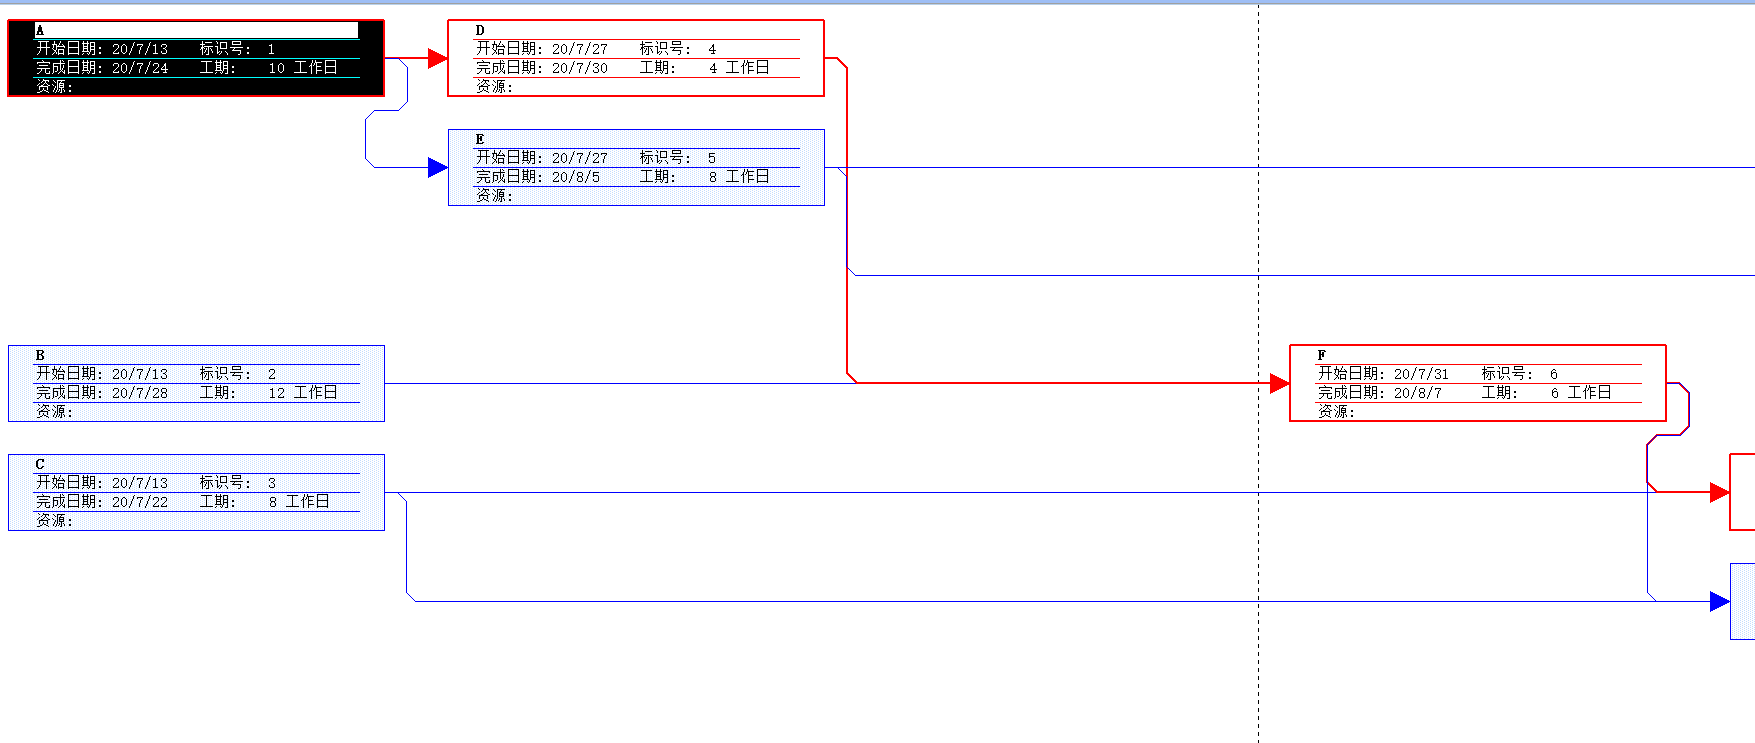 A
开始日期: 20/7/13 标识号: 1
完成日期: 20/7/24 工期: 10 工作日
资源:
D
开始日期: 20/7/27 标识号: 4
完成日期: 20/7/30 工期: 4 工作日
资源:
E
开始日期: 20/7/27 标识号: 5
完成日期: 20/8/5 工期: 8 工作日
资源:
B
开始日期: 20/7/13 标识号: 2
完成日期: 20/7/28 工期: 12 工作日
资源:
F
开始日期: 20/7/31 标识号: 6
完成日期: 20/8/7 工期: 6 工作日
资源:
C
开始日期: 20/7/13 标识号: 3
完成日期: 20/7/22 工期: 8 工作日
资源: